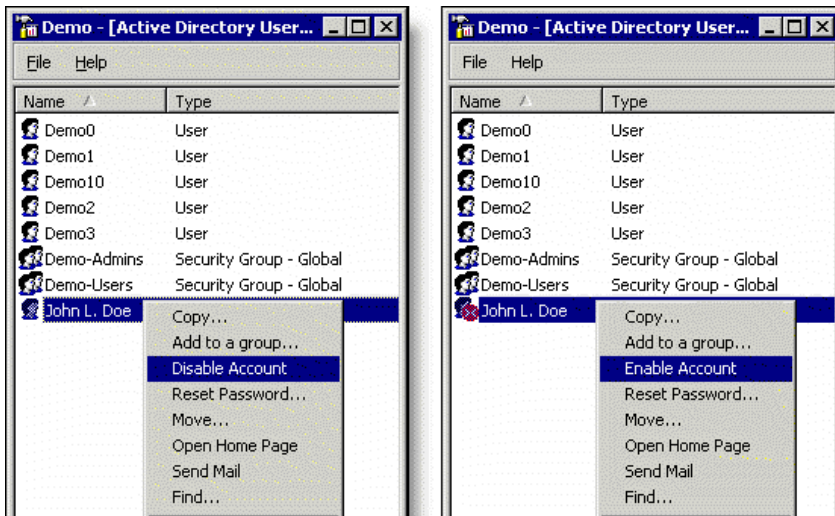 Demo - [Active Directory User...
File Help
Name Type
Demo0 User
Demo1 User
Demo10 User
Demo2 User
Demo3 User
Demo-Admins Security Group - Global
Demo-Users Security Group - Global
John L. Doe
Copy...
Add to a group...
Disable Account
Reset Password...
Move...
Open Home Page
Send Mail
Find...
Demo - [Active Directory User...
File Help
Name Type
Demo0 User
Demo1 User
Demo10 User
Demo2 User
Demo3 User
Demo-Admins Security Group - Global
Demo-Users Security Group - Global
John L. Doe
Copy...
Add to a group...
Enable Account
Reset Password...
Move...
Open Home Page
Send Mail
Find...